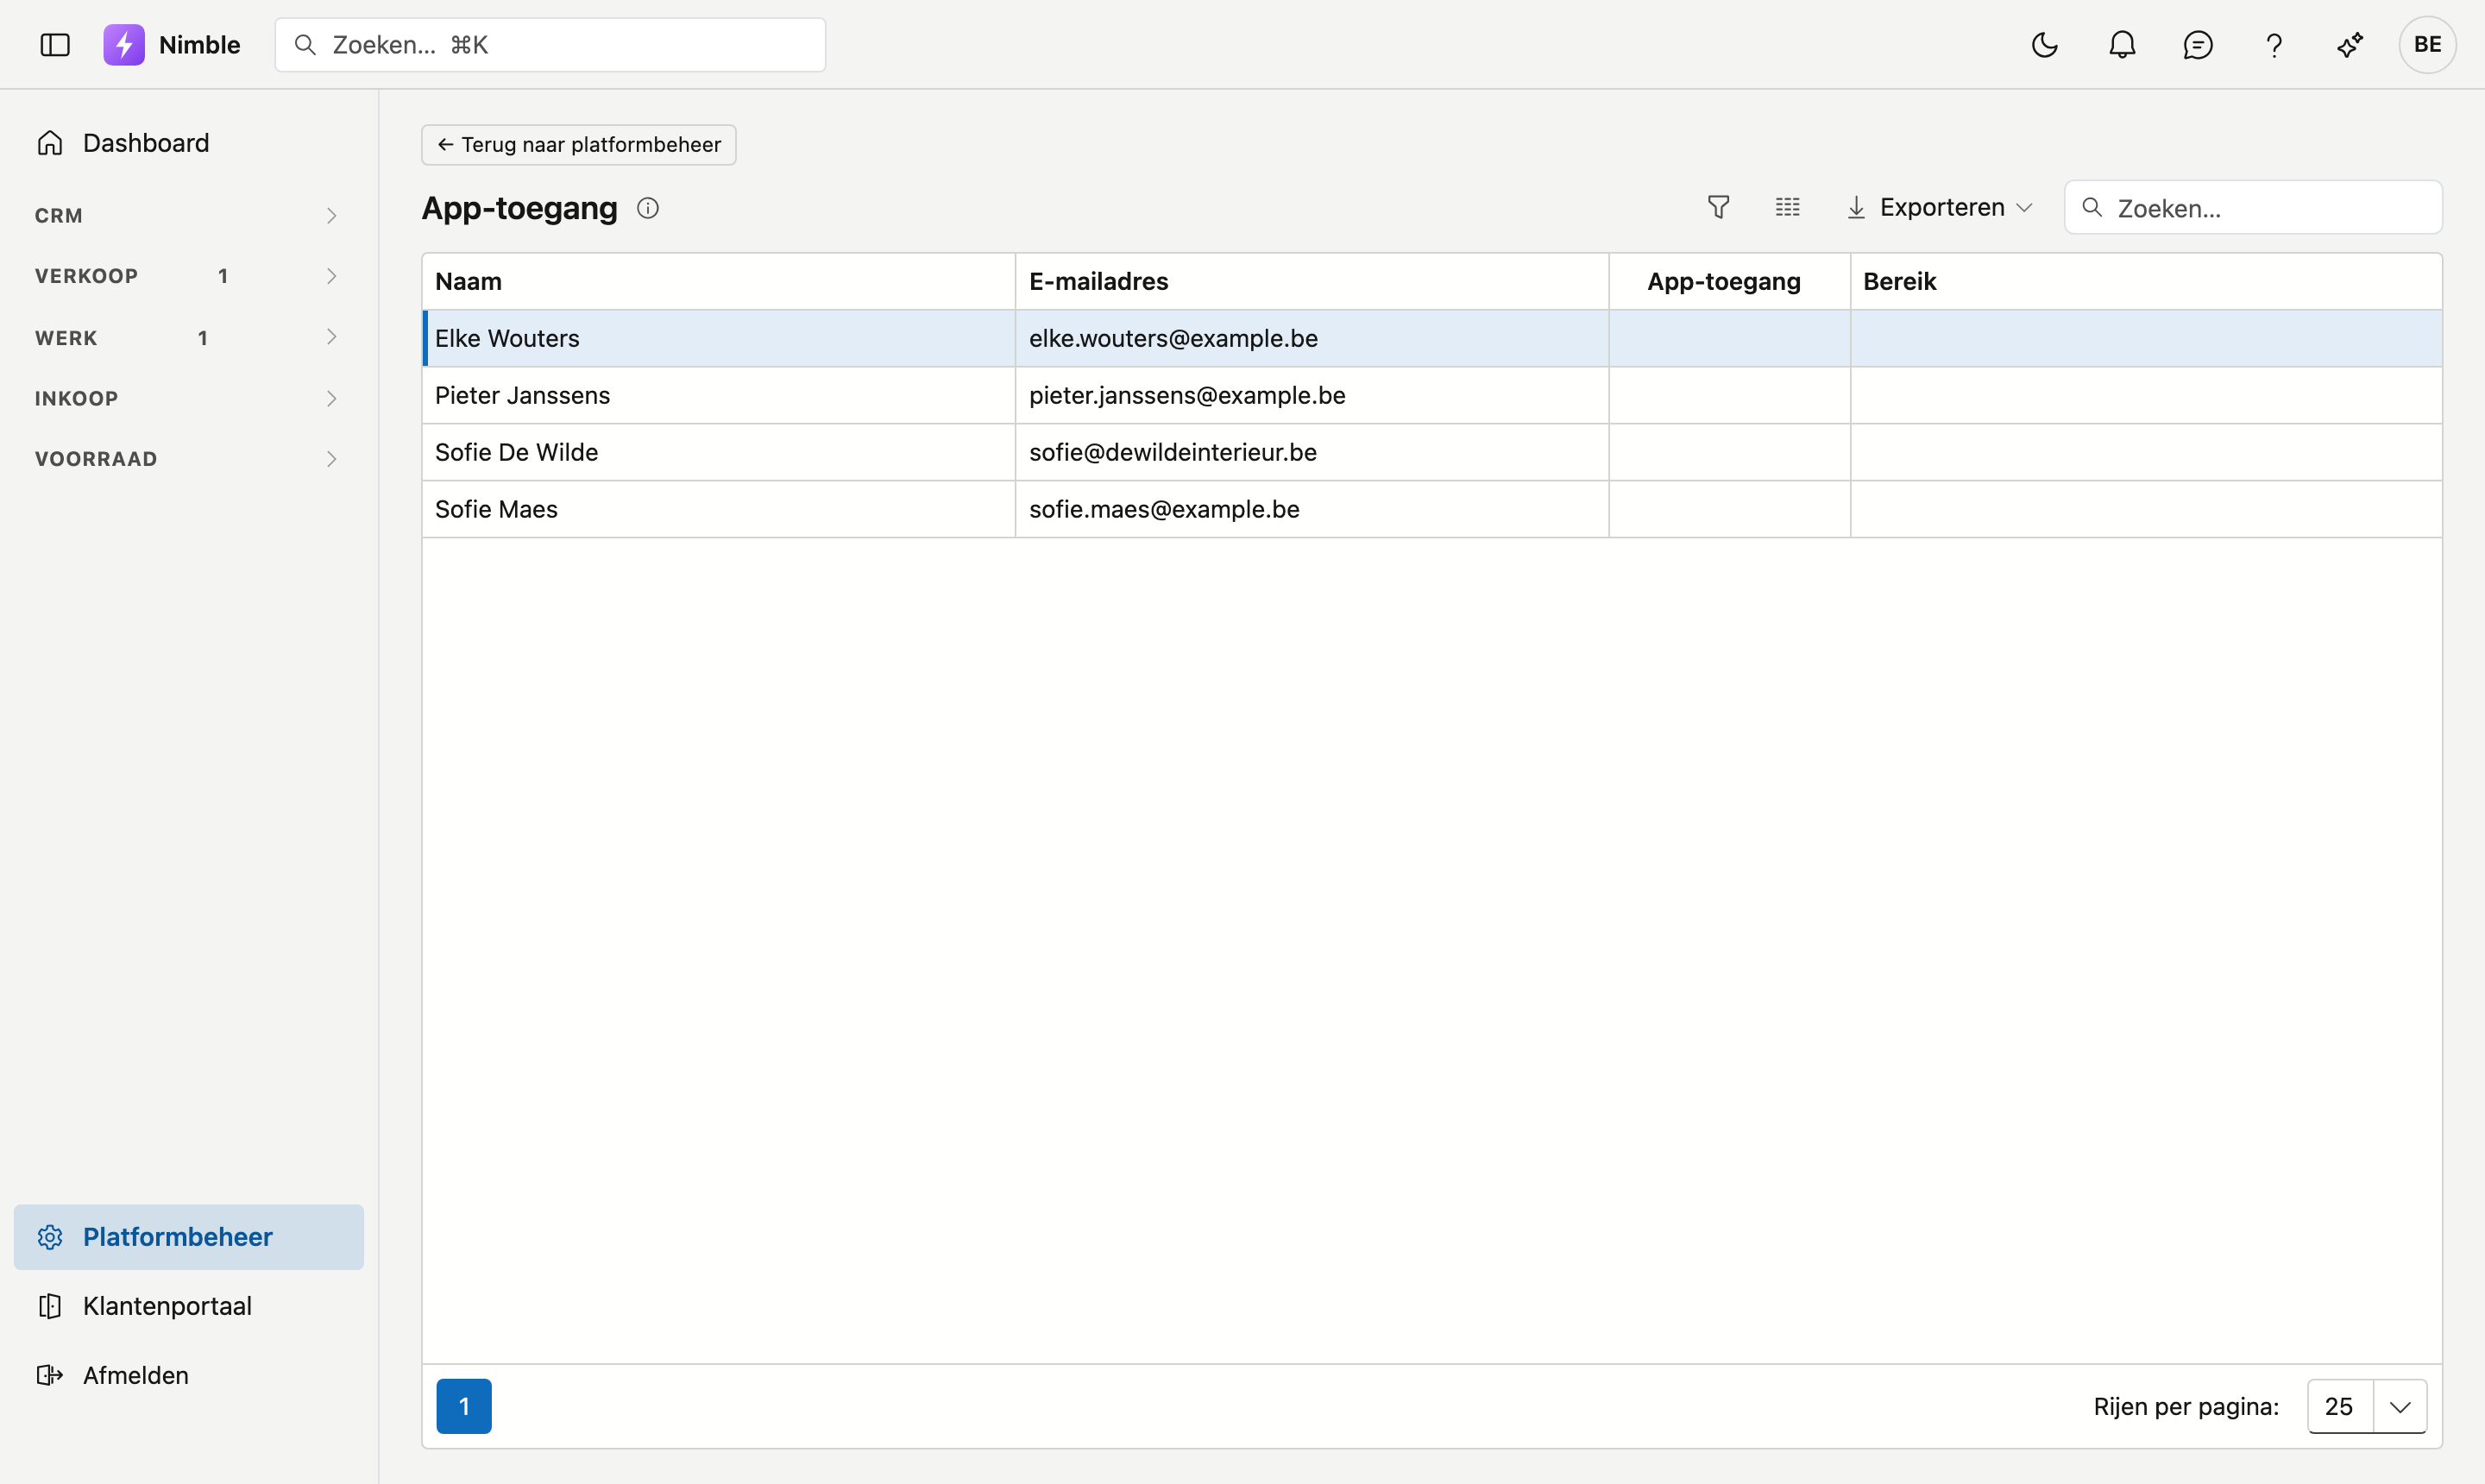 Nimble
Zoeken... ⌘K
BE
Dashboard
CRM
VERKOOP 1
WERK 1
INKOOP
VOORRAAD
Platformbeheer
Klantenportaal
Afmelden
← Terug naar platformbeheer
App-toegang
Exporteren
Zoeken...
Naam E-mailadres App-toegang Bereik
Elke Wouters elke.wouters@example.be
Pieter Janssens pieter.janssens@example.be
Sofie De Wilde sofie@dewildeinterieur.be
Sofie Maes sofie.maes@example.be
1 Rijen per pagina: 25